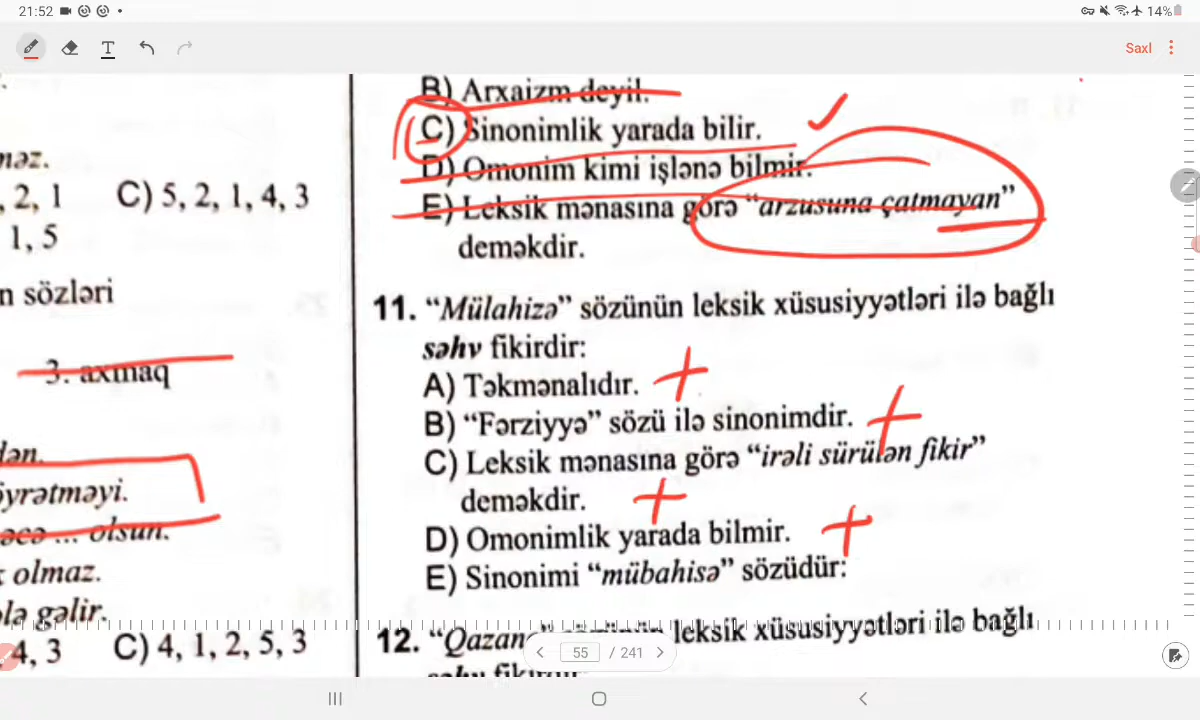 21:52
14%
T
Saxl
məz.
, 2, 1 C) 5, 2, 1, 4, 3
1, 5
n sözləri
3. axmaq
dən.
öyrətməyi.
əcə ... olsun.
olmaz.
lə gəlir.
4, 3 C) 4, 1, 2, 5, 3
B) Arxaizm deyil.
C) Sinonimlik yarada bilir.
D) Omonim kimi işlənə bilmir.
E) Leksik mənasına görə “arzusuna çatmayan”
deməkdir.
11. “Mülahizə” sözünün leksik xüsusiyyətləri ilə bağlı
səhv fikirdir:
A) Təkmənalıdır.
B) “Fərziyyə” sözü ilə sinonimdir.
C) Leksik mənasına görə “irəli sürülən fikir”
deməkdir.
D) Omonimlik yarada bilmir.
E) Sinonimi “mübahisə” sözüdür:
12. “Qazan leksik xüsusiyyətləri ilə bağlı
55 / 241